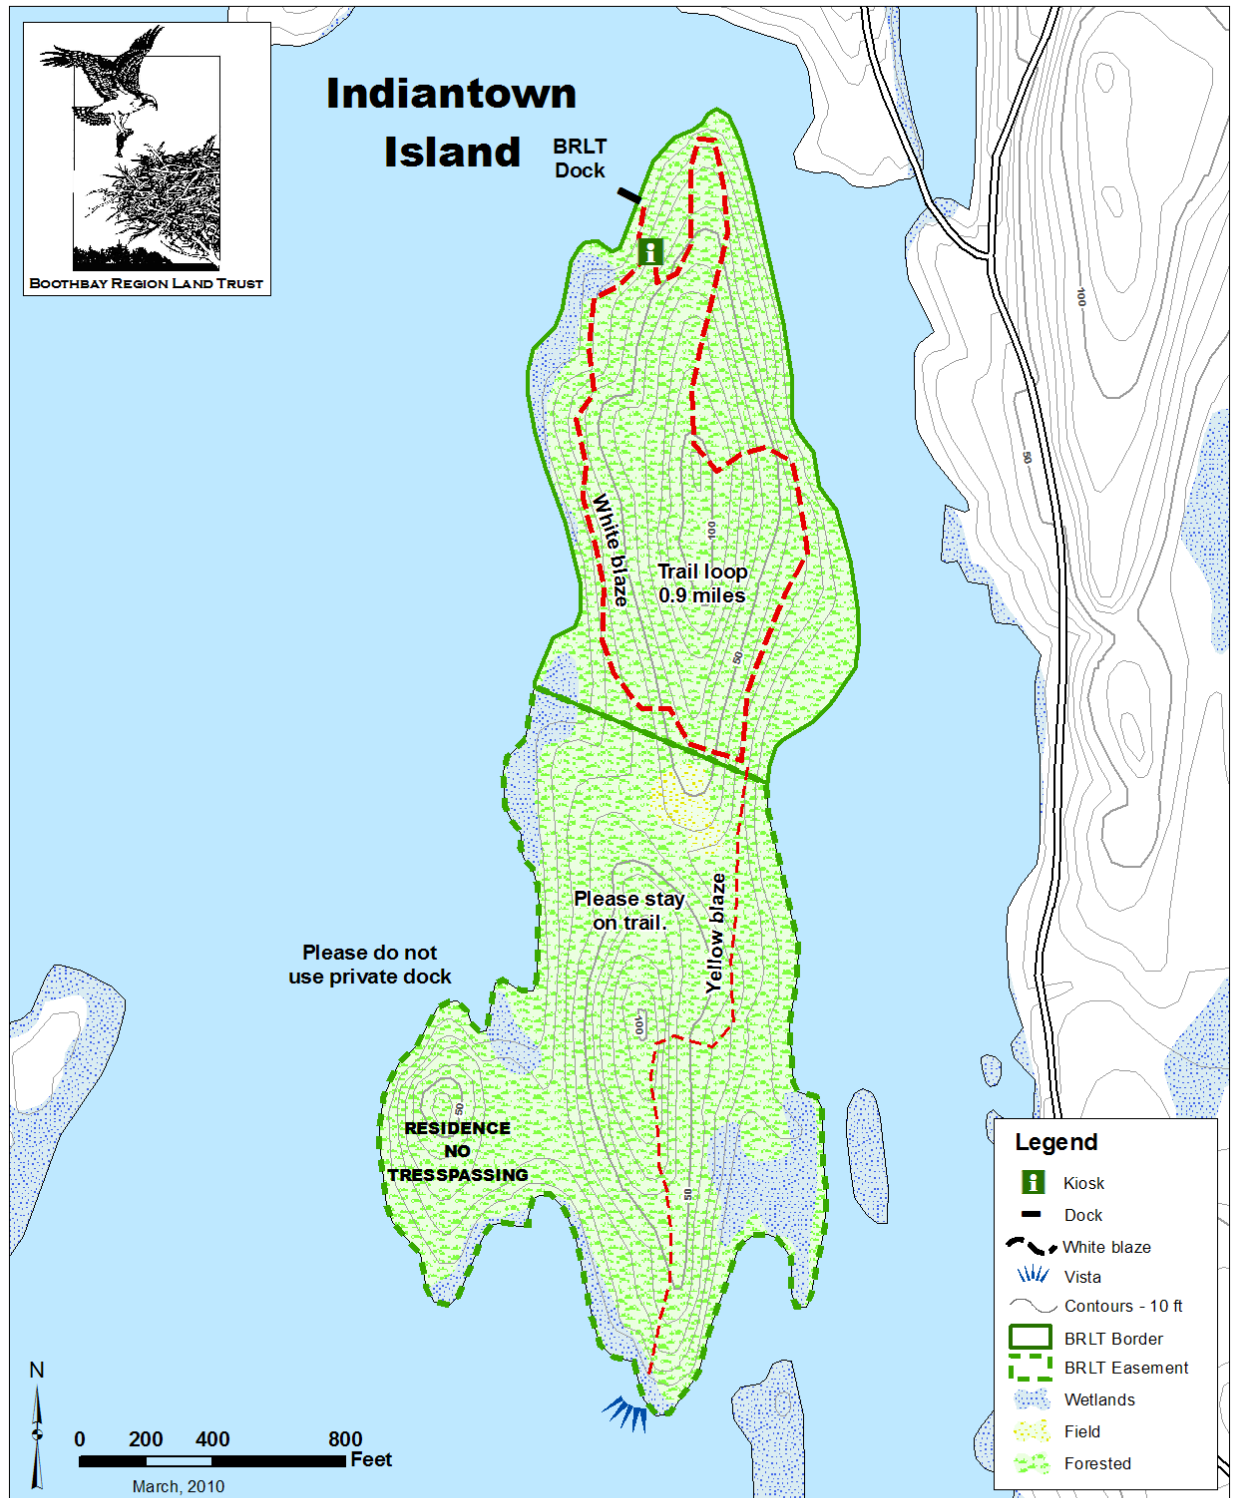 Indiantown
Island
BRLT
Dock
BOOTHBAY REGION LAND TRUST
i
100
50
White blaze
100
Trail loop
0.9 miles
50
Please stay
on trail.
Yellow blaze
Please do not
use private dock
100
50
RESIDENCE
NO
TRESSPASSING
50
Legend
i Kiosk
Dock
White blaze
Vista
Contours - 10 ft
BRLT Border
BRLT Easement
Wetlands
Field
Forested
N
0 200 400 800
Feet
March, 2010